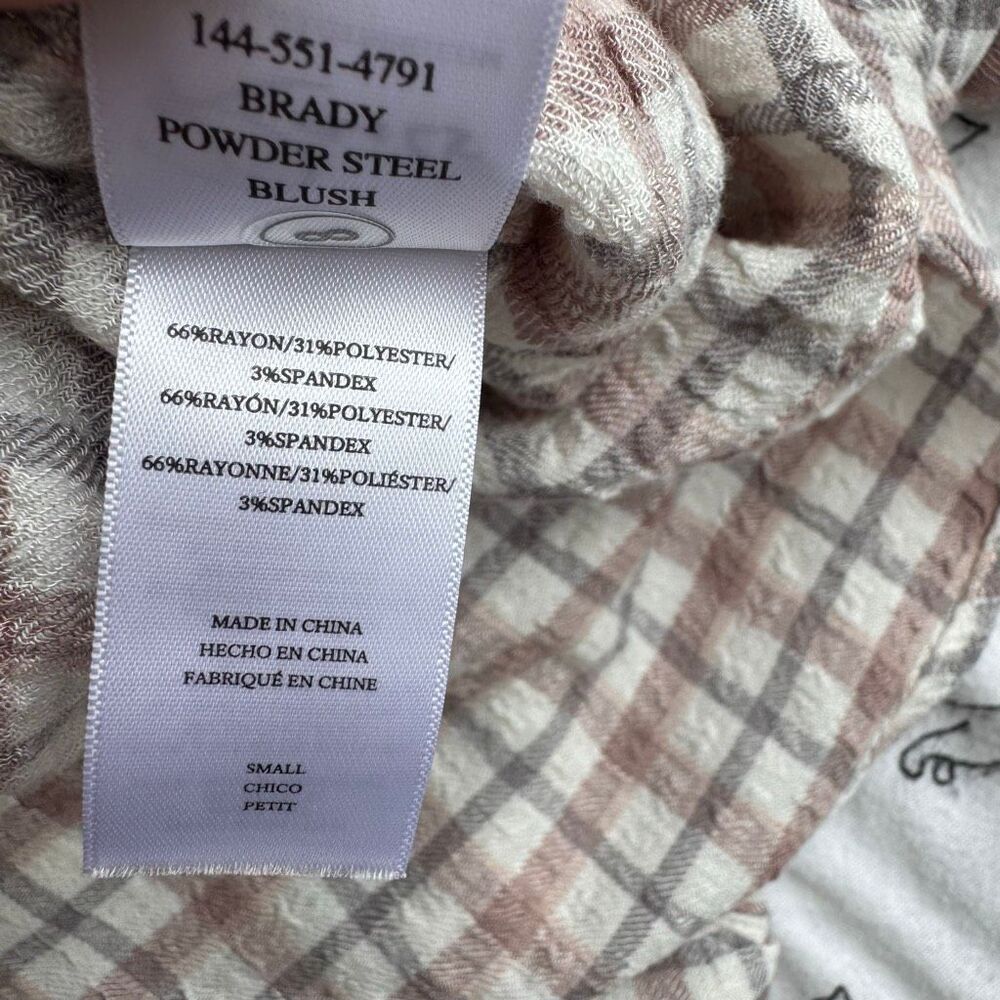 144-551-4791
BRADY
POWDER STEEL
BLUSH
66%RAYON/31%POLYESTER/
3%SPANDEX
66%RAYÓN/31%POLYESTER/
3%SPANDEX
66%RAYONNE/31%POLIÉSTER/
3%SPANDEX
MADE IN CHINA
HECHO EN CHINA
FABRIQUÉ EN CHINE
SMALL
CHICO
PETIT